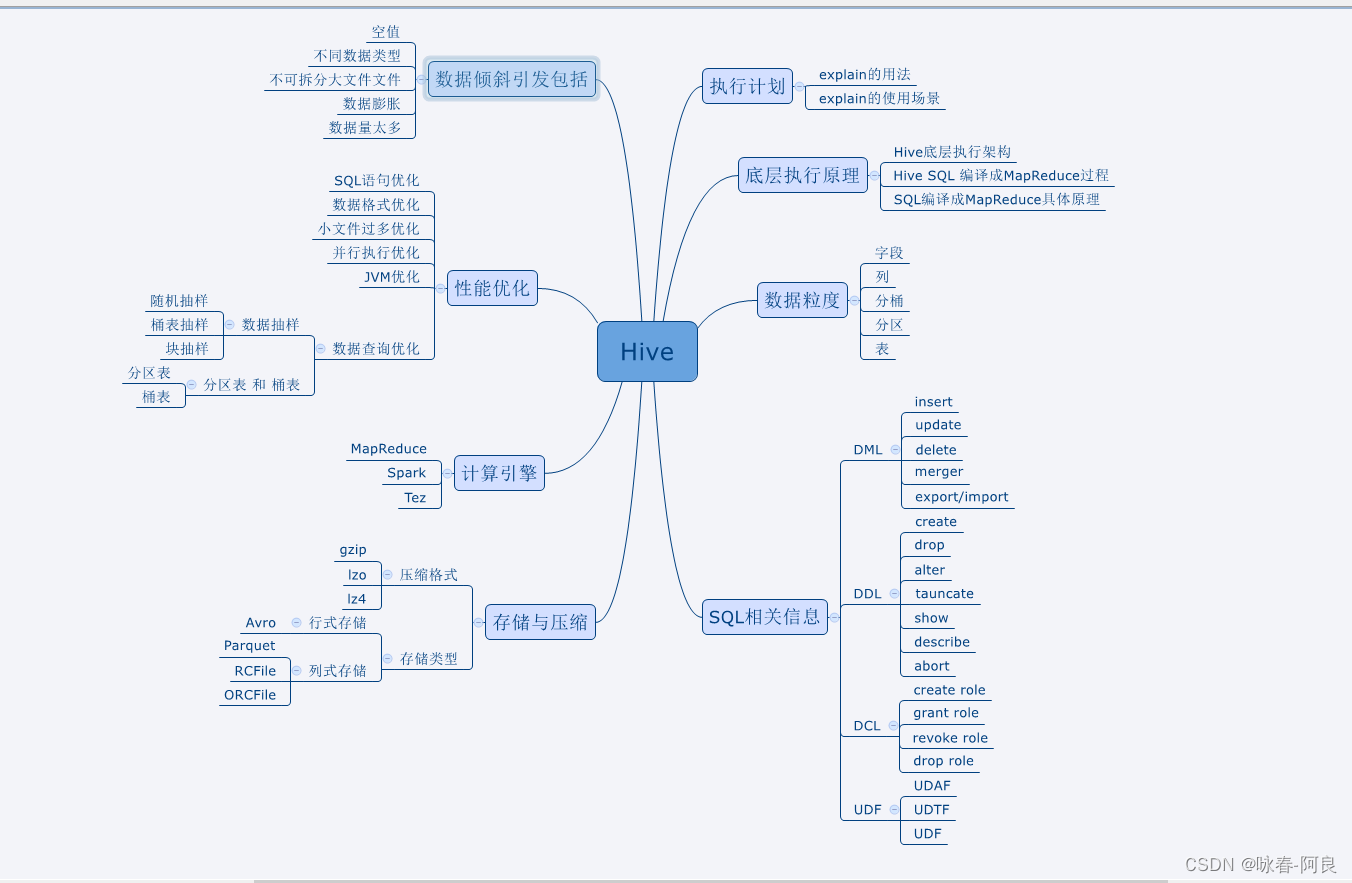 Hive
执行计划
explain的用法
explain的使用场景
底层执行原理
Hive底层执行架构
Hive SQL 编译成MapReduce过程
SQL编译成MapReduce具体原理
数据粒度
字段
列
分桶
分区
表
SQL相关信息
DML
insert
update
delete
merger
export/import
DDL
create
drop
alter
tauncate
show
describe
abort
DCL
create role
grant role
revoke role
drop role
UDF
UDAF
UDTF
UDF
数据倾斜引发包括
空值
不同数据类型
不可拆分大文件文件
数据膨胀
数据量太多
性能优化
SQL语句优化
数据格式优化
小文件过多优化
并行执行优化
JVM优化
数据查询优化
数据抽样
随机抽样
桶表抽样
块抽样
分区表 和 桶表
分区表
桶表
计算引擎
MapReduce
Spark
Tez
存储与压缩
压缩格式
gzip
lzo
lz4
存储类型
行式存储
Avro
列式存储
Parquet
RCFile
ORCFile
CSDN @咏春-阿良